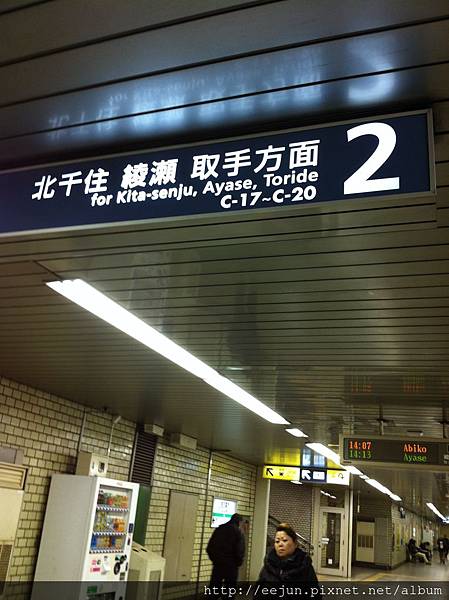 北千住 綾瀬 取手方面 2
for Kita-senju, Ayase, Toride
C-17~C-20
14:07 Abiko
14:13 Ayase
http://eejun.pixnet.net/album